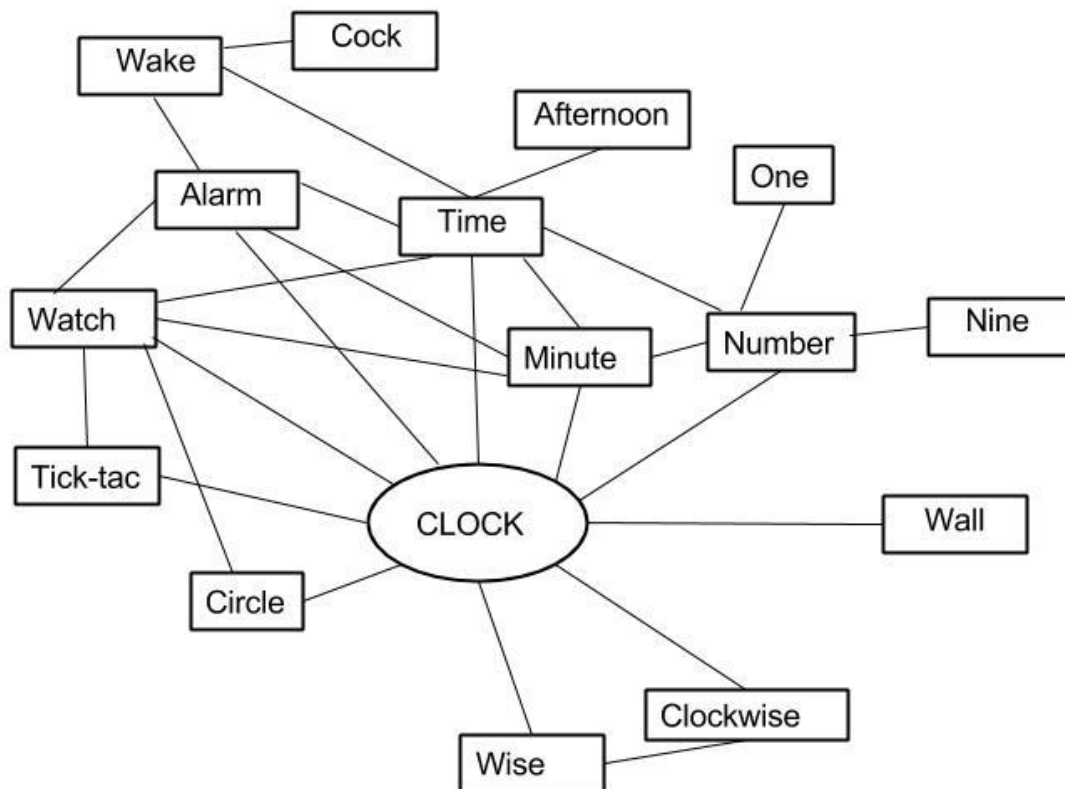 Cock
Wake
Afternoon
One
Alarm
Time
Watch
Nine
Number
Minute
Tick-tac
Wall
CLOCK
Circle
Clockwise
Wise